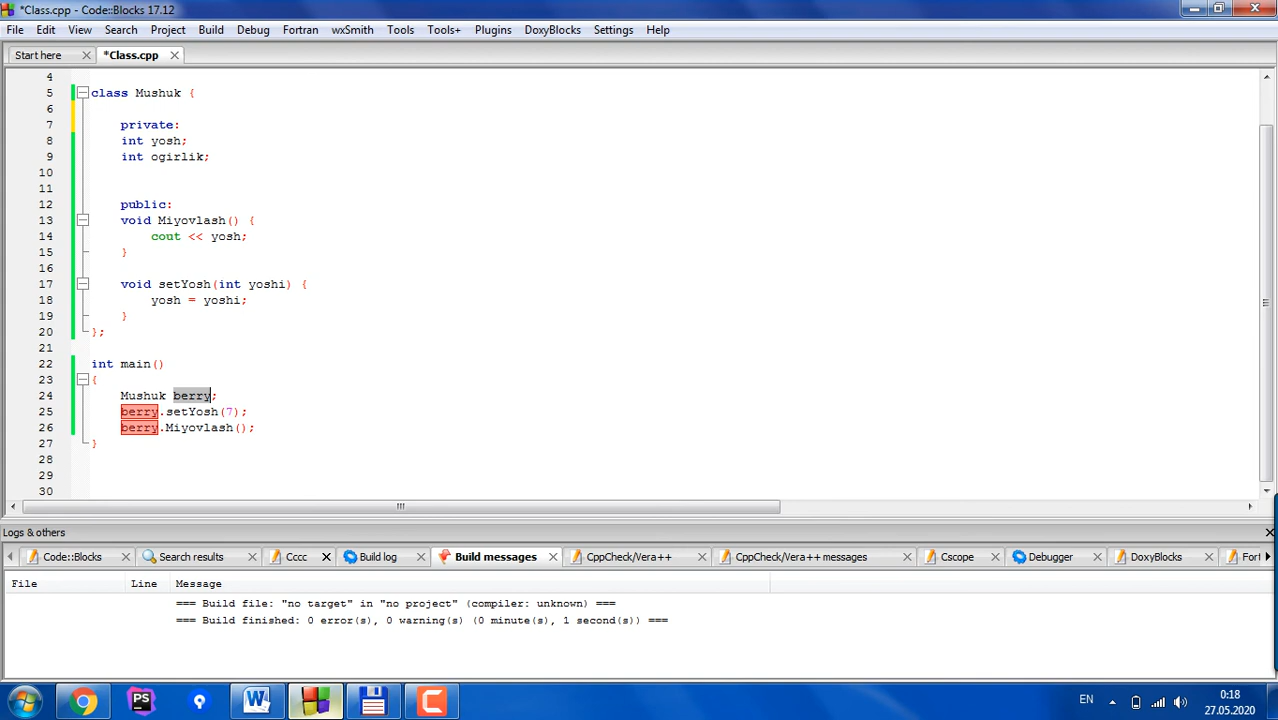 *Class.cpp - Code::Blocks 17.12
File Edit View Search Project Build Debug Fortran wxSmith Tools Tools+ Plugins DoxyBlocks Settings Help
Start here *Class.cpp
4
5 class Mushuk {
6
7 private:
8 int yosh;
9 int ogirlik;
10
11
12 public:
13 void Miyovlash() {
14 cout << yosh;
15 }
16
17 void setYosh(int yoshi) {
18 yosh = yoshi;
19 }
20 };
21
22 int main()
23 {
24 Mushuk berry;
25 berry.setYosh(7);
26 berry.Miyovlash();
27 }
28
29
30
Logs & others
Code::Blocks Search results Cccc Build log Build messages CppCheck/Vera++ CppCheck/Vera++ messages Cscope Debugger DoxyBlocks Fort
File Line Message
=== Build file: "no target" in "no project" (compiler: unknown) ===
=== Build finished: 0 error(s), 0 warning(s) (0 minute(s), 1 second(s)) ===
PS W C EN 0:18
27.05.2020